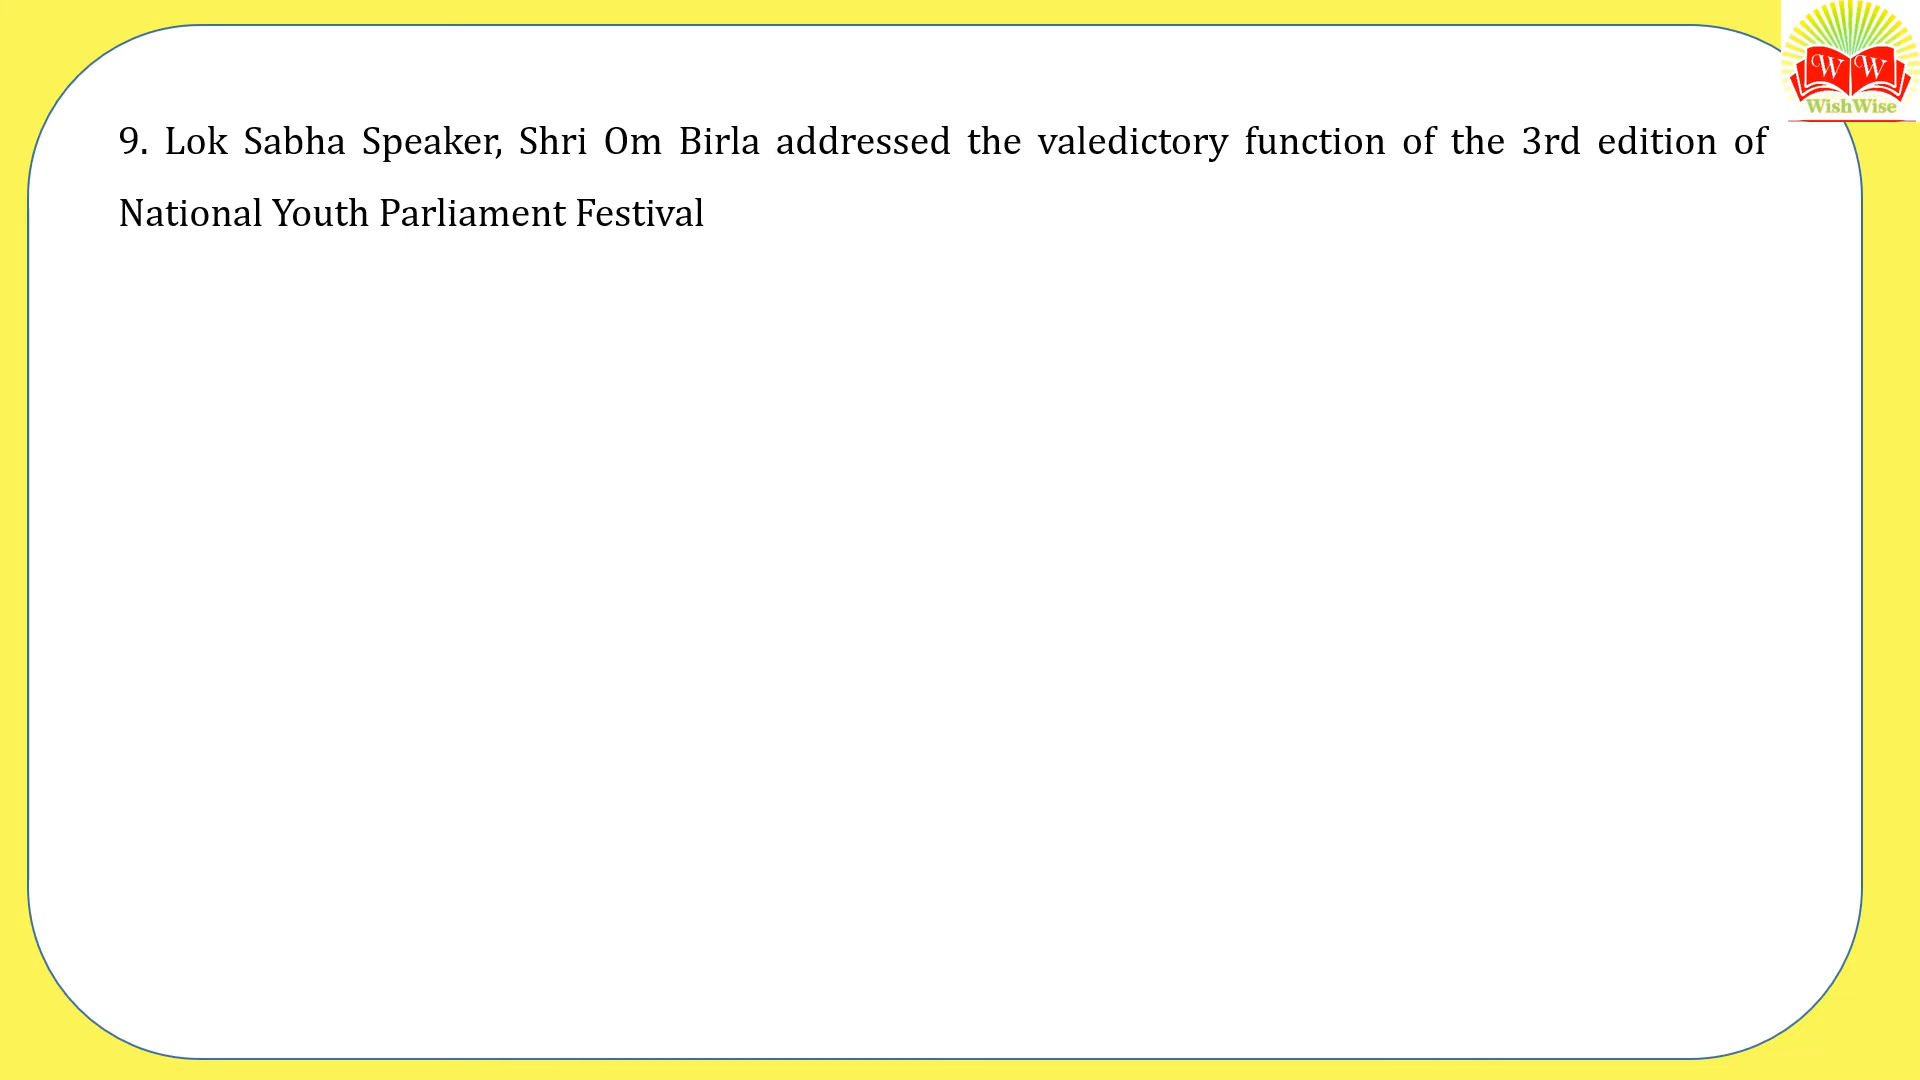 W W
WishWise
9. Lok Sabha Speaker, Shri Om Birla addressed the valedictory function of the 3rd edition of
National Youth Parliament Festival